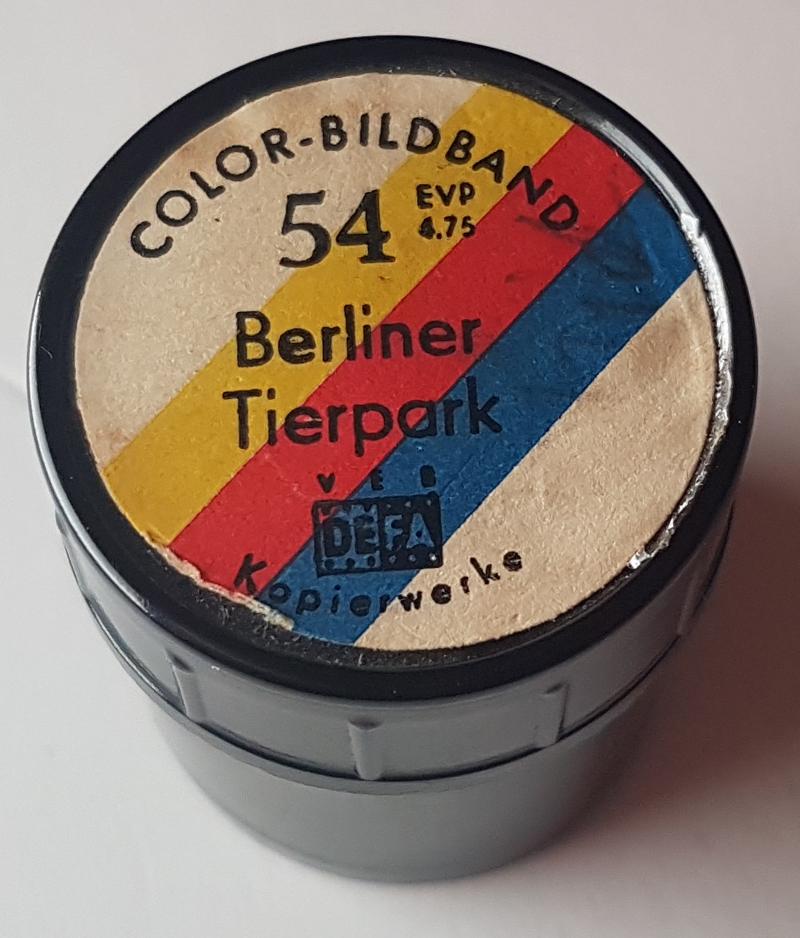 COLOR-BILDBAND
54 EVP
4.75
Berliner
Tierpark
VEB
DEFA
Kopierwerke